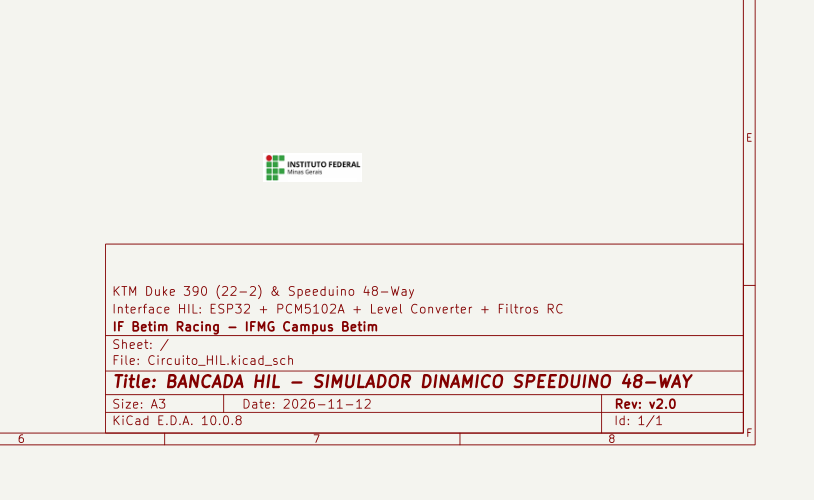 E
INSTITUTO FEDERAL
Minas Gerais
KTM Duke 390 (22-2) & Speeduino 48-Way
Interface HIL: ESP32 + PCM5102A + Level Converter + Filtros RC
IF Betim Racing - IFMG Campus Betim
Sheet: /
File: Circuito_HIL.kicad_sch
Title: BANCADA HIL - SIMULADOR DINAMICO SPEEDUINO 48-WAY
Size: A3 Date: 2026-11-12 Rev: v2.0
KiCad E.D.A. 10.0.8 Id: 1/1
F
6 7 8